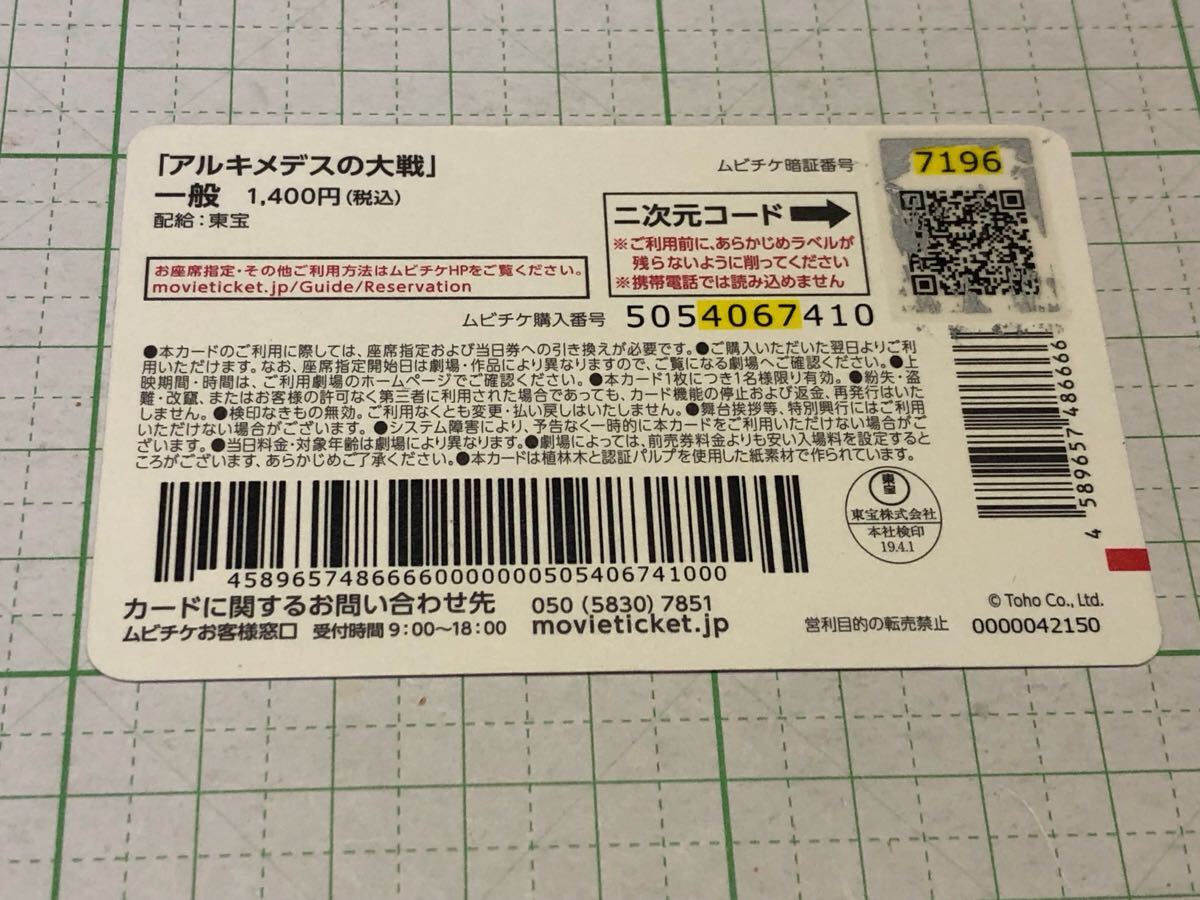 「アルキメデスの大戦」
一般 1,400円(税込)
配給:東宝
ムビチケ暗証番号 7196
二次元コード
※ご利用前に、あらかじめラベルが
残らないように削ってください
※携帯電話では読み込めません
お座席指定・その他ご利用方法はムビチケHPをご覧ください。
movieticket.jp/Guide/Reservation
ムビチケ購入番号 5054067410
●本カードのご利用に際しては、座席指定および当日券への引き換えが必要です。●ご購入いただいた翌日よりご利
用いただけます。なお、座席指定開始日は劇場・作品により異なりますので、ご覧になる劇場へご確認ください。●上
映期間・時間は、ご利用劇場のホームページでご確認ください。●本カード1枚につき1名様限り有効。●紛失・盗
難・改竄、またはお客様の許可なく第三者に利用された場合であっても、カード機能の停止および返金、再発行はいた
しません。●検印なきもの無効。ご利用なくとも変更・払い戻しはいたしません。●舞台挨拶等、特別興行にはご利用
いただけない場合がございます。●システム障害により、予告なく一時的に本カードをご利用いただけない場合がご
ざいます。●当日料金・対象年齢は劇場により異なります。●劇場によっては、前売券料金よりも安い入場料を設定すると
ころがございます、あらかじめご了承ください。●本カードは植林木と認証パルプを使用した紙素材で作られています。
4589657486666
458965748666600000000505406741000
東宝
東宝株式会社
本社検印
19.4.1
カードに関するお問い合わせ先 050(5830)7851
ムビチケお客様窓口 受付時間9:00〜18:00 movieticket.jp
© Toho Co., Ltd.
営利目的の転売禁止 0000042150